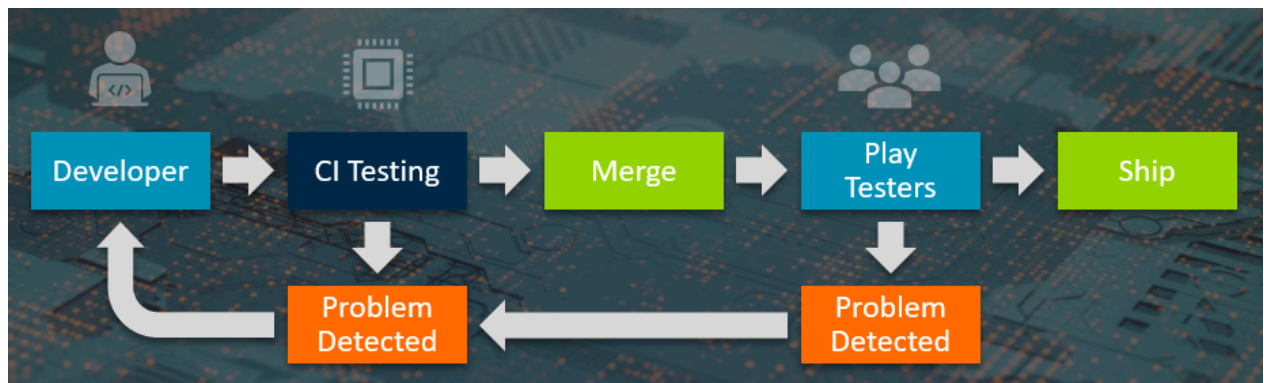 </>
Developer
CI Testing
Merge
Play
Testers
Ship
Problem
Detected
Problem
Detected